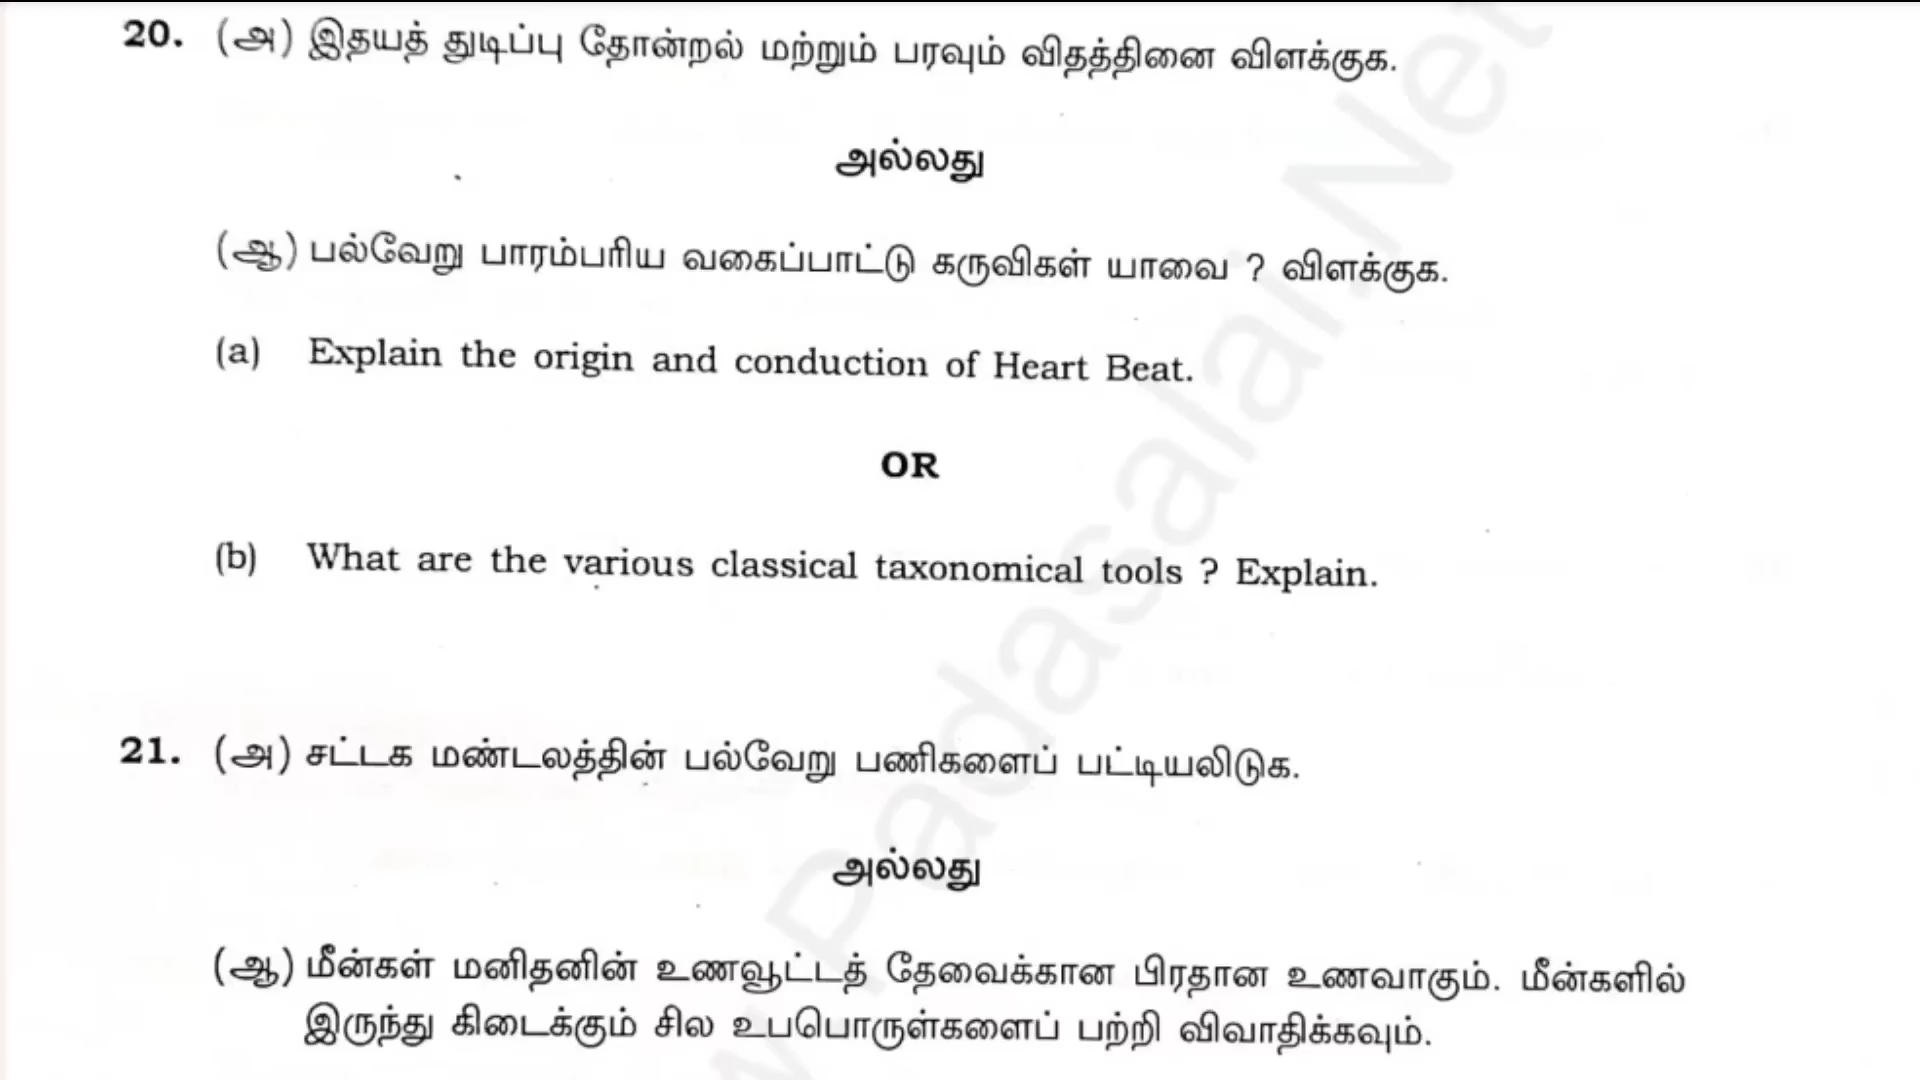 20. (அ) இதயத் துடிப்பு தோன்றல் மற்றும் பரவும் விதத்தினை விளக்குக.
அல்லது
(ஆ) பல்வேறு பாரம்பரிய வகைப்பாட்டு கருவிகள் யாவை ? விளக்குக.
(a) Explain the origin and conduction of Heart Beat.
OR
(b) What are the various classical taxonomical tools ? Explain.
21. (அ) சட்டக மண்டலத்தின் பல்வேறு பணிகளைப் பட்டியலிடுக.
அல்லது
(ஆ) மீன்கள் மனிதனின் உணவூட்டத் தேவைக்கான பிரதான உணவாகும். மீன்களில்
இருந்து கிடைக்கும் சில உபபொருள்களைப் பற்றி விவாதிக்கவும்.
w Padasalai.Net